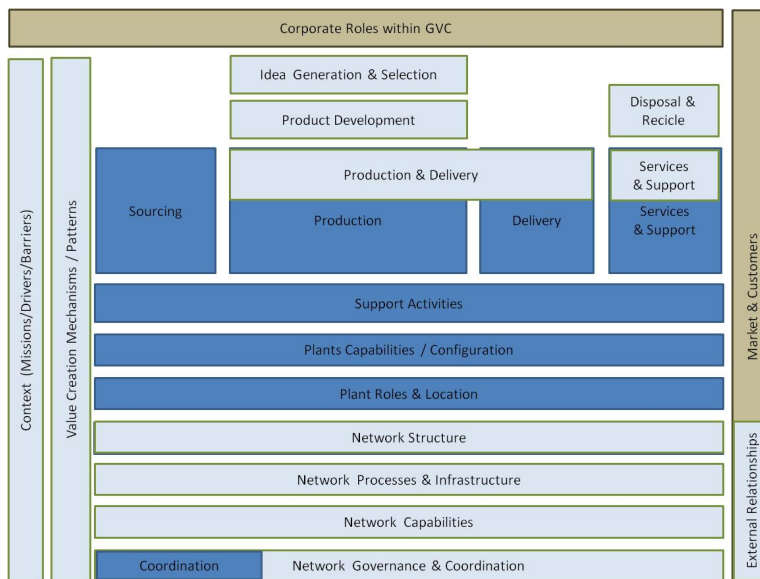 Corporate Roles within GVC
Idea Generation & Selection
Product Development
Disposal &
Recicle
Production & Delivery
Services
& Support
Sourcing
Production
Delivery
Services
& Support
Support Activities
Plants Capabilities / Configuration
Plant Roles & Location
Network Structure
Network Processes & Infrastructure
Network Capabilities
Coordination
Network Governance & Coordination
Context (Missions/Drivers/Barriers)
Value Creation Mechanisms / Patterns
Market & Customers
External Relationships